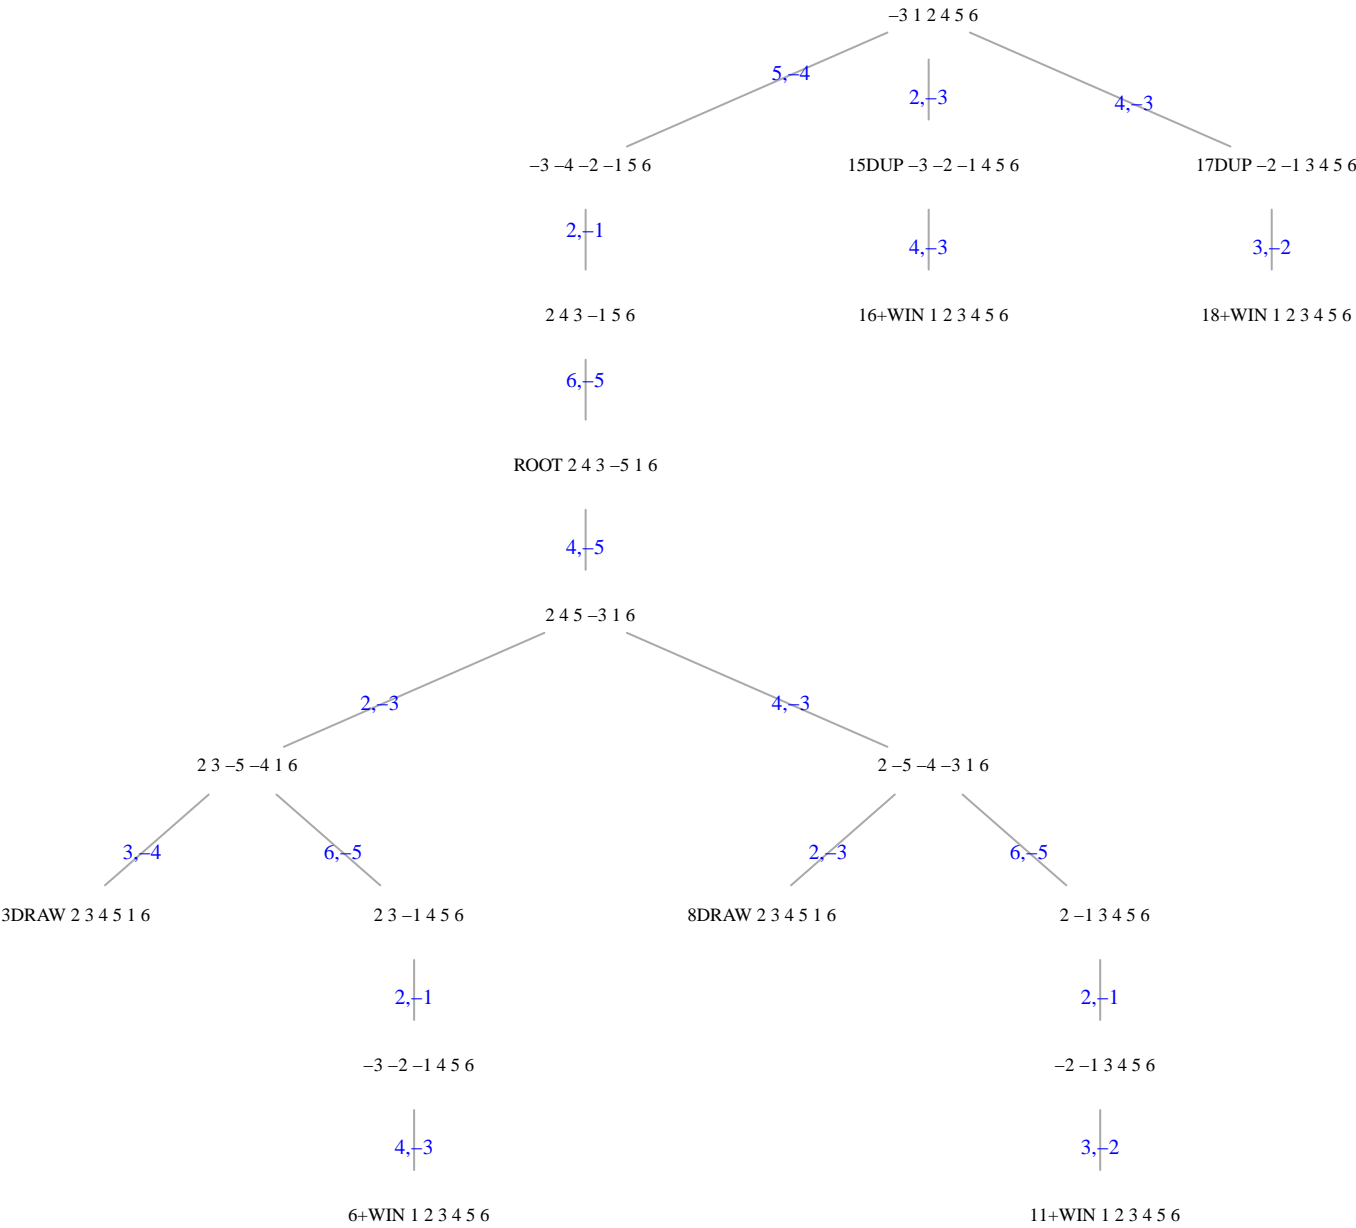 –3 1 2 4 5 6
5,–4
2,–3
4,–3
–3 –4 –2 –1 5 6
15DUP –3 –2 –1 4 5 6
17DUP –2 –1 3 4 5 6
2,–1
4,–3
3,–2
2 4 3 –1 5 6
16+WIN 1 2 3 4 5 6
18+WIN 1 2 3 4 5 6
6,–5
ROOT 2 4 3 –5 1 6
4,–5
2 4 5 –3 1 6
2,–3
4,–3
2 3 –5 –4 1 6
2 –5 –4 –3 1 6
3,–4
6,–5
2,–3
6,–5
3DRAW 2 3 4 5 1 6
2 3 –1 4 5 6
8DRAW 2 3 4 5 1 6
2 –1 3 4 5 6
2,–1
2,–1
–3 –2 –1 4 5 6
–2 –1 3 4 5 6
4,–3
3,–2
6+WIN 1 2 3 4 5 6
11+WIN 1 2 3 4 5 6